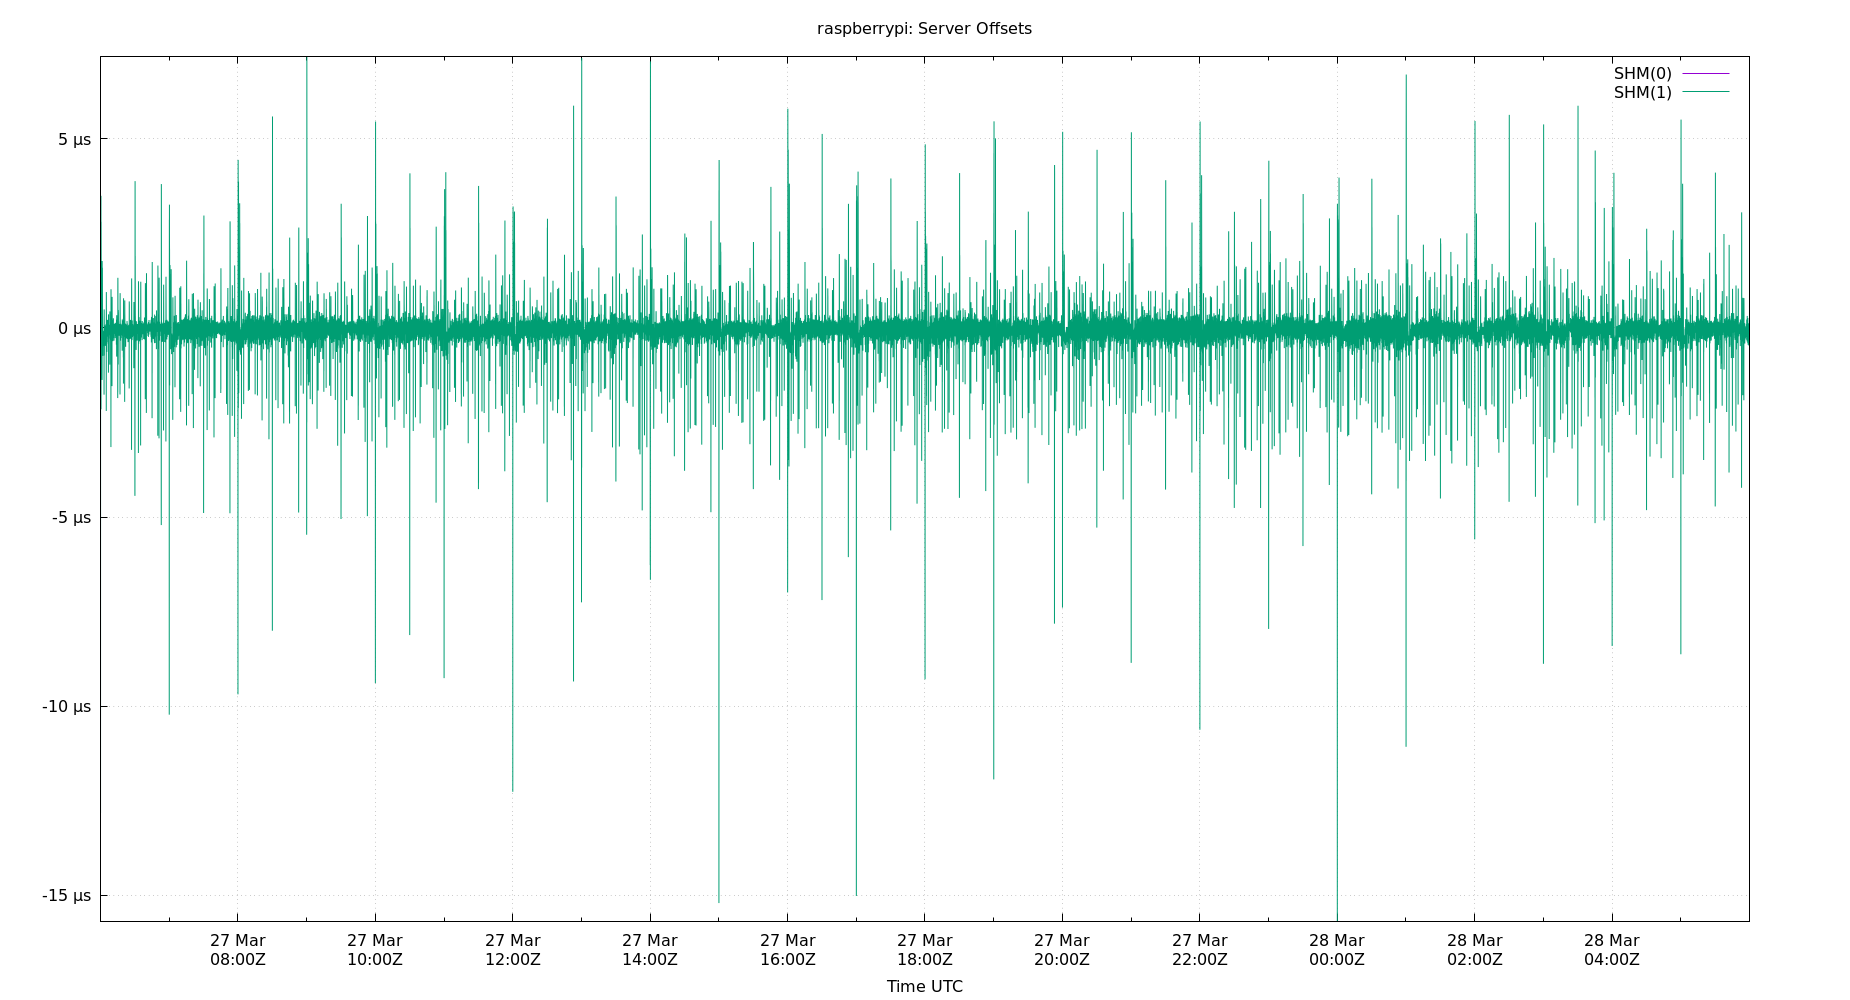 raspberrypi: Server Offsets
SHM(0)
SHM(1)
5 µs
0 µs
-5 µs
-10 µs
-15 µs
27 Mar 27 Mar 27 Mar 27 Mar 27 Mar 27 Mar 27 Mar 27 Mar 28 Mar 28 Mar 28 Mar
08:00Z 10:00Z 12:00Z 14:00Z 16:00Z 18:00Z 20:00Z 22:00Z 00:00Z 02:00Z 04:00Z
Time UTC